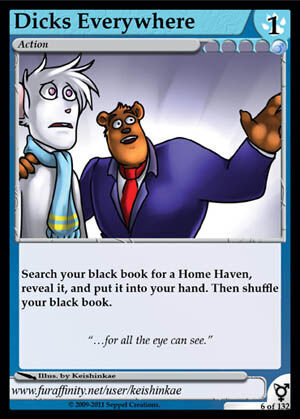 Dicks Everywhere
1
Action
Search your black book for a Home Haven,
reveal it, and put it into your hand. Then shuffle
your black book.
“...for all the eye can see.”
Illus. by Keishinkae
www.furaffinity.net/user/keishinkae
© 2009-2011 Seppel Creations.
6 of 132